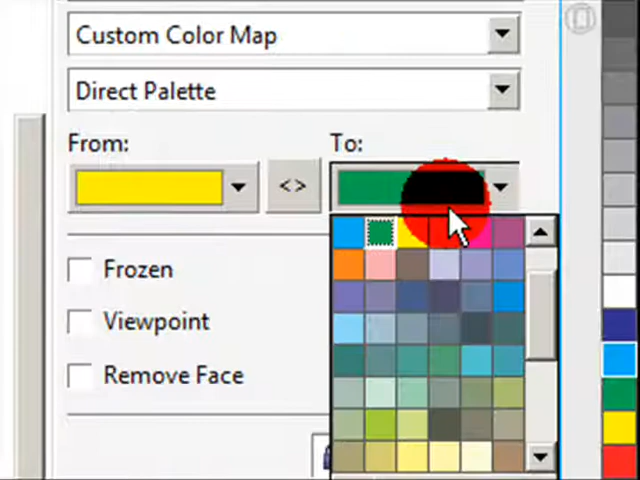 Custom Color Map
Direct Palette
From:
<>
To:
Frozen
Viewpoint
Remove Face